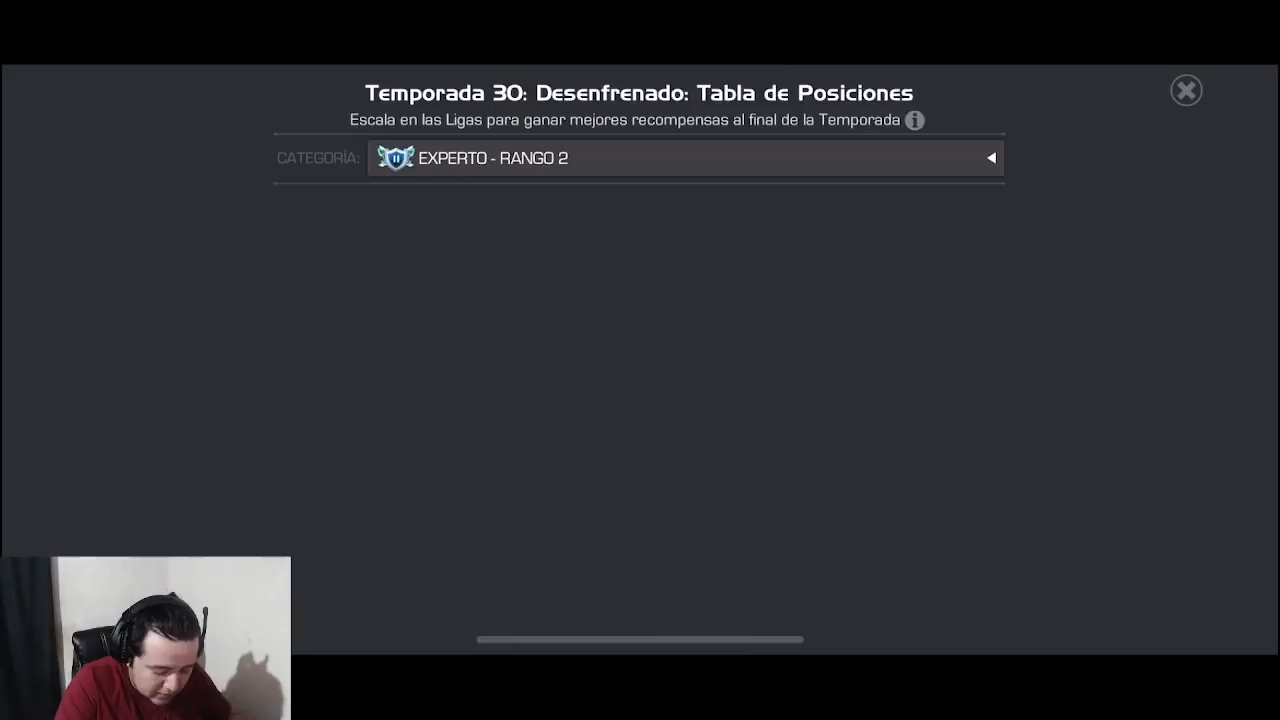 Temporada 30: Desenfrenado: Tabla de Posiciones
Escala en las Ligas para ganar mejores recompensas al final de la Temporada
CATEGORÍA: EXPERTO - RANGO 2